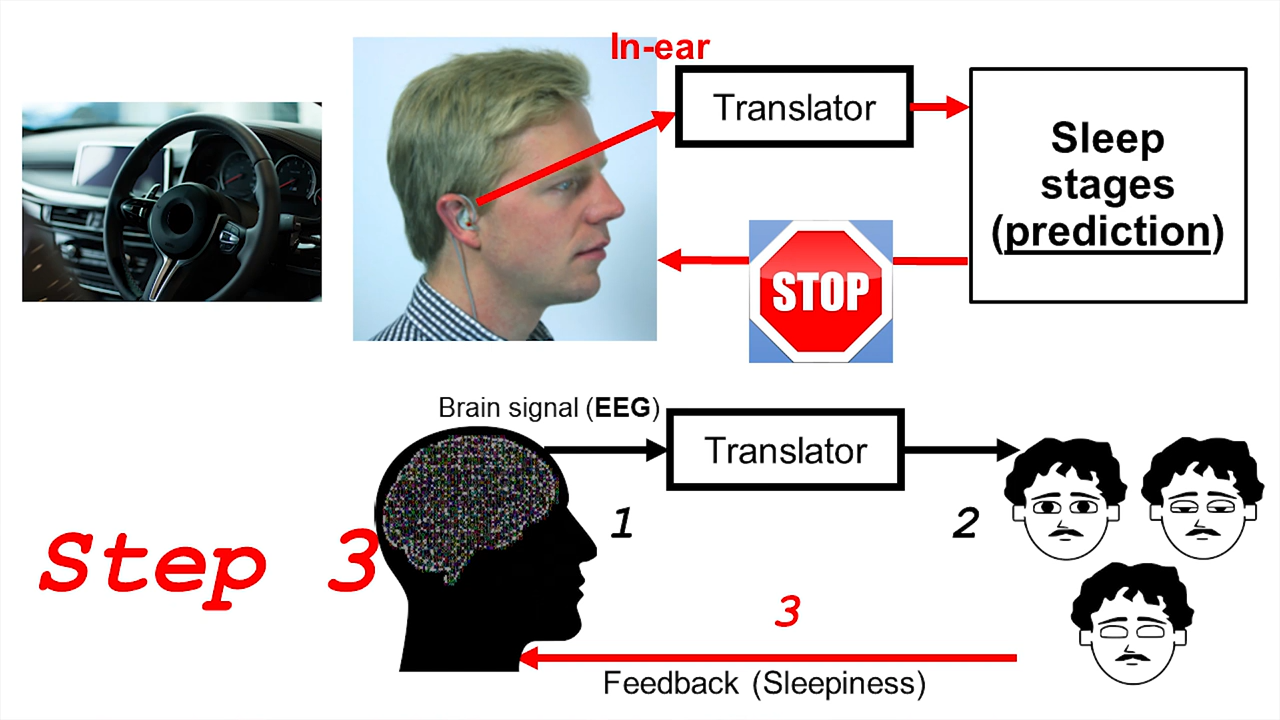 In-ear
Translator
Sleep
stages
(prediction)
STOP
Brain signal (EEG)
Translator
1
2
Step 3
3
Feedback (Sleepiness)